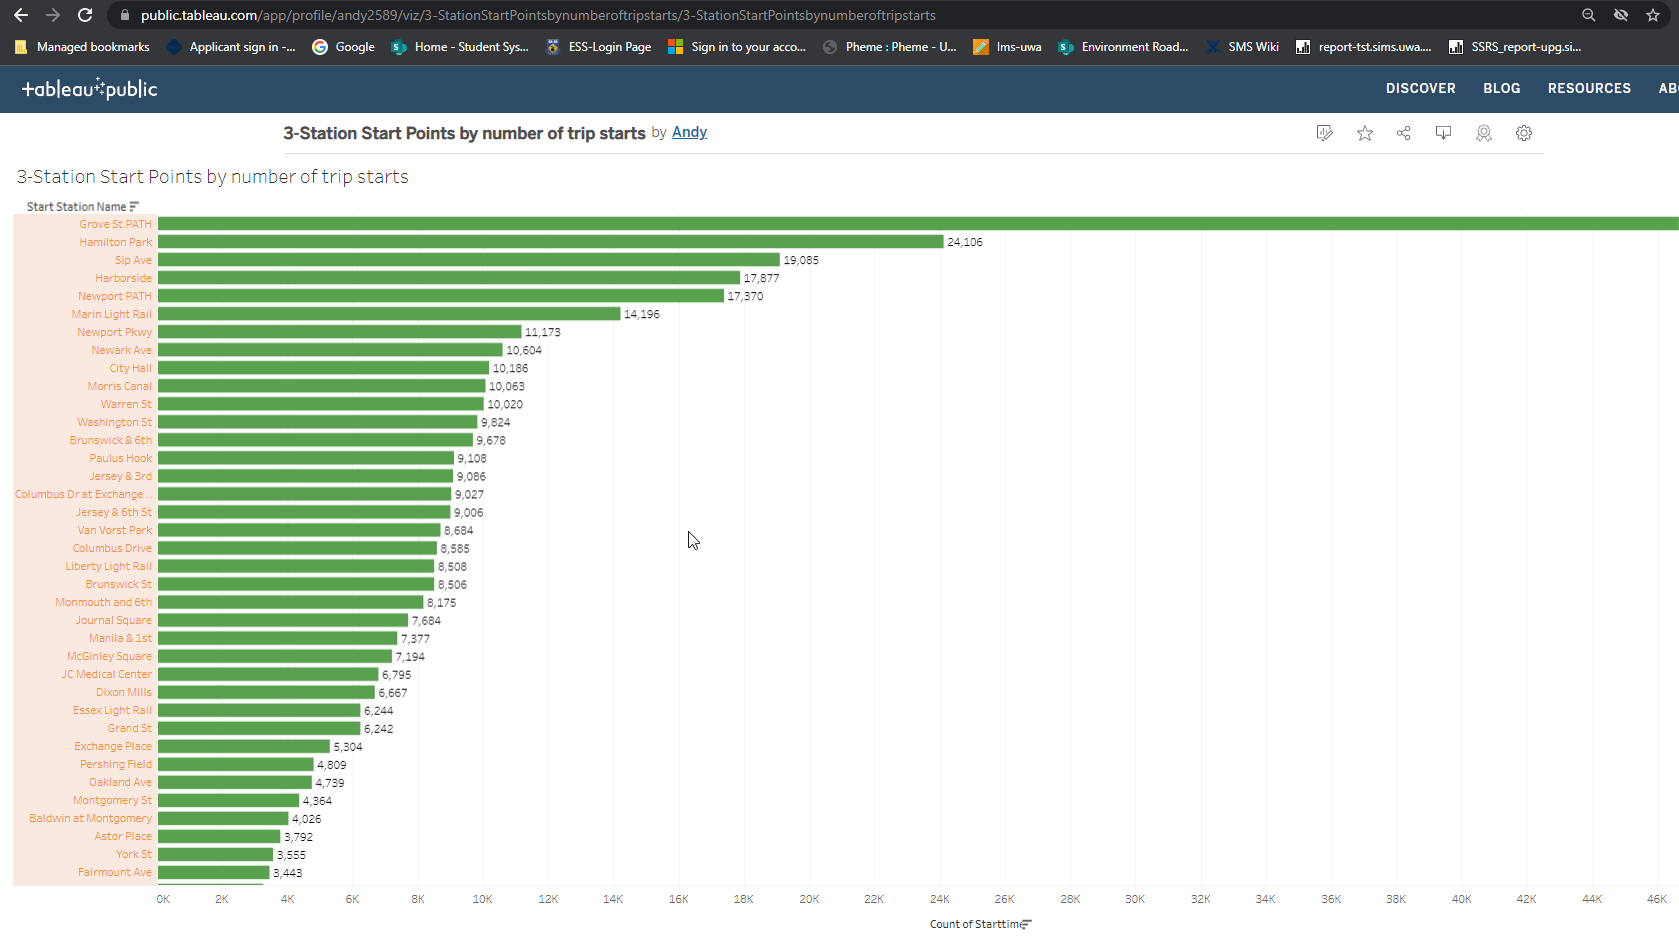 public.tableau.com/app/profile/andy2589/viz/3-StationStartPointsbynumberoftripstarts/3-StationStartPointsbynumberoftripstarts
Managed bookmarks Applicant sign in -... Google Home - Student Sys... ESS-Login Page Sign in to your acco... Pheme : Pheme - U... lms-uwa Environment Road... SMS Wiki report-tst.sims.uwa.... SSRS_report-upg.si...
+ableau public DISCOVER BLOG RESOURCES AB
3-Station Start Points by number of trip starts by Andy
3-Station Start Points by number of trip starts
Start Station Name
Grove St PATH
Hamilton Park 24,106
Sip Ave 19,085
Harborside 17,877
Newport PATH 17,370
Marin Light Rail 14,196
Newport Pkwy 11,173
Newark Ave 10,604
City Hall 10,186
Morris Canal 10,063
Warren St 10,020
Washington St 9,824
Brunswick & 6th 9,678
Paulus Hook 9,108
Jersey & 3rd 9,086
Columbus Dr at Exchange .. 9,027
Jersey & 6th St 9,006
Van Vorst Park 8,684
Columbus Drive 8,585
Liberty Light Rail 8,508
Brunswick St 8,506
Monmouth and 6th 8,175
Journal Square 7,684
Manila & 1st 7,377
McGinley Square 7,194
JC Medical Center 6,795
Dixon Mills 6,667
Essex Light Rail 6,244
Grand St 6,242
Exchange Place 5,304
Pershing Field 4,809
Oakland Ave 4,739
Montgomery St 4,364
Baldwin at Montgomery 4,026
Astor Place 3,792
York St 3,555
Fairmount Ave 3,443
0K 2K 4K 6K 8K 10K 12K 14K 16K 18K 20K 22K 24K 26K 28K 30K 32K 34K 36K 38K 40K 42K 44K 46K
Count of Starttime